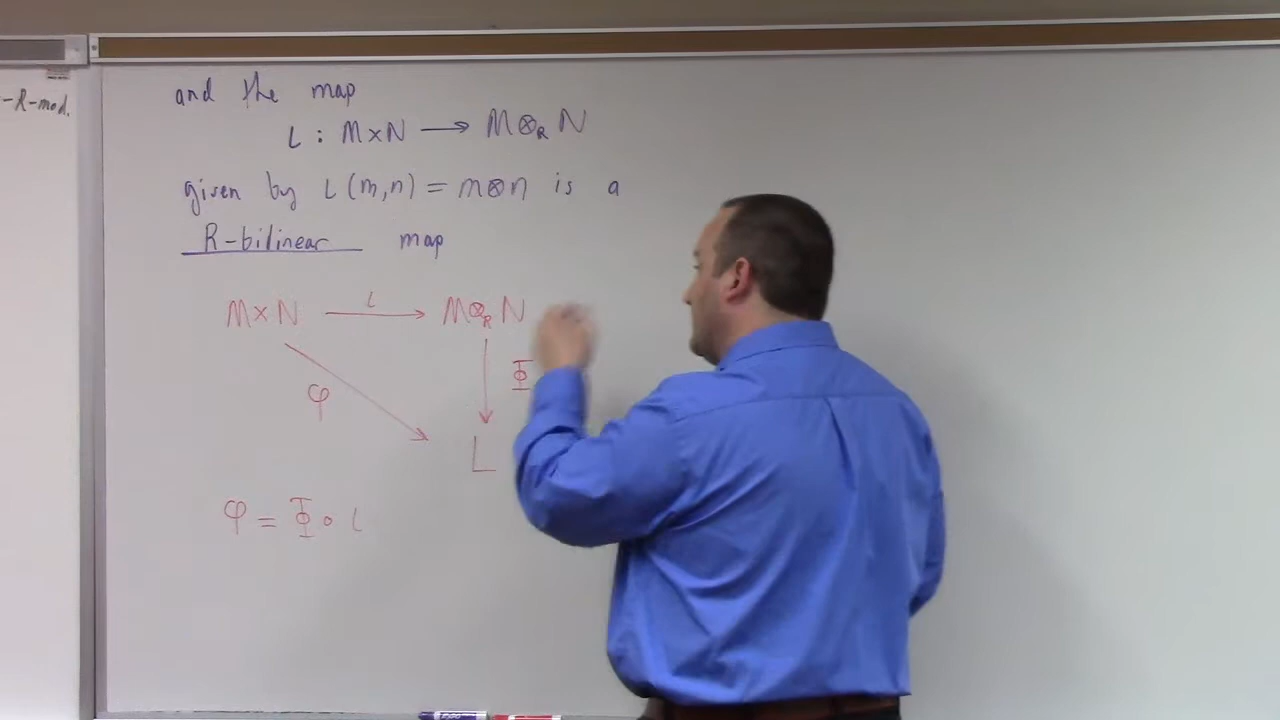 -R-mod.
and the map
ι : M×N ⟶ M⊗_R N
given by ι(m,n) = m⊗n is a
R-bilinear map
M×N ι M⊗_R N
φ Φ
L
φ = Φ ∘ ι